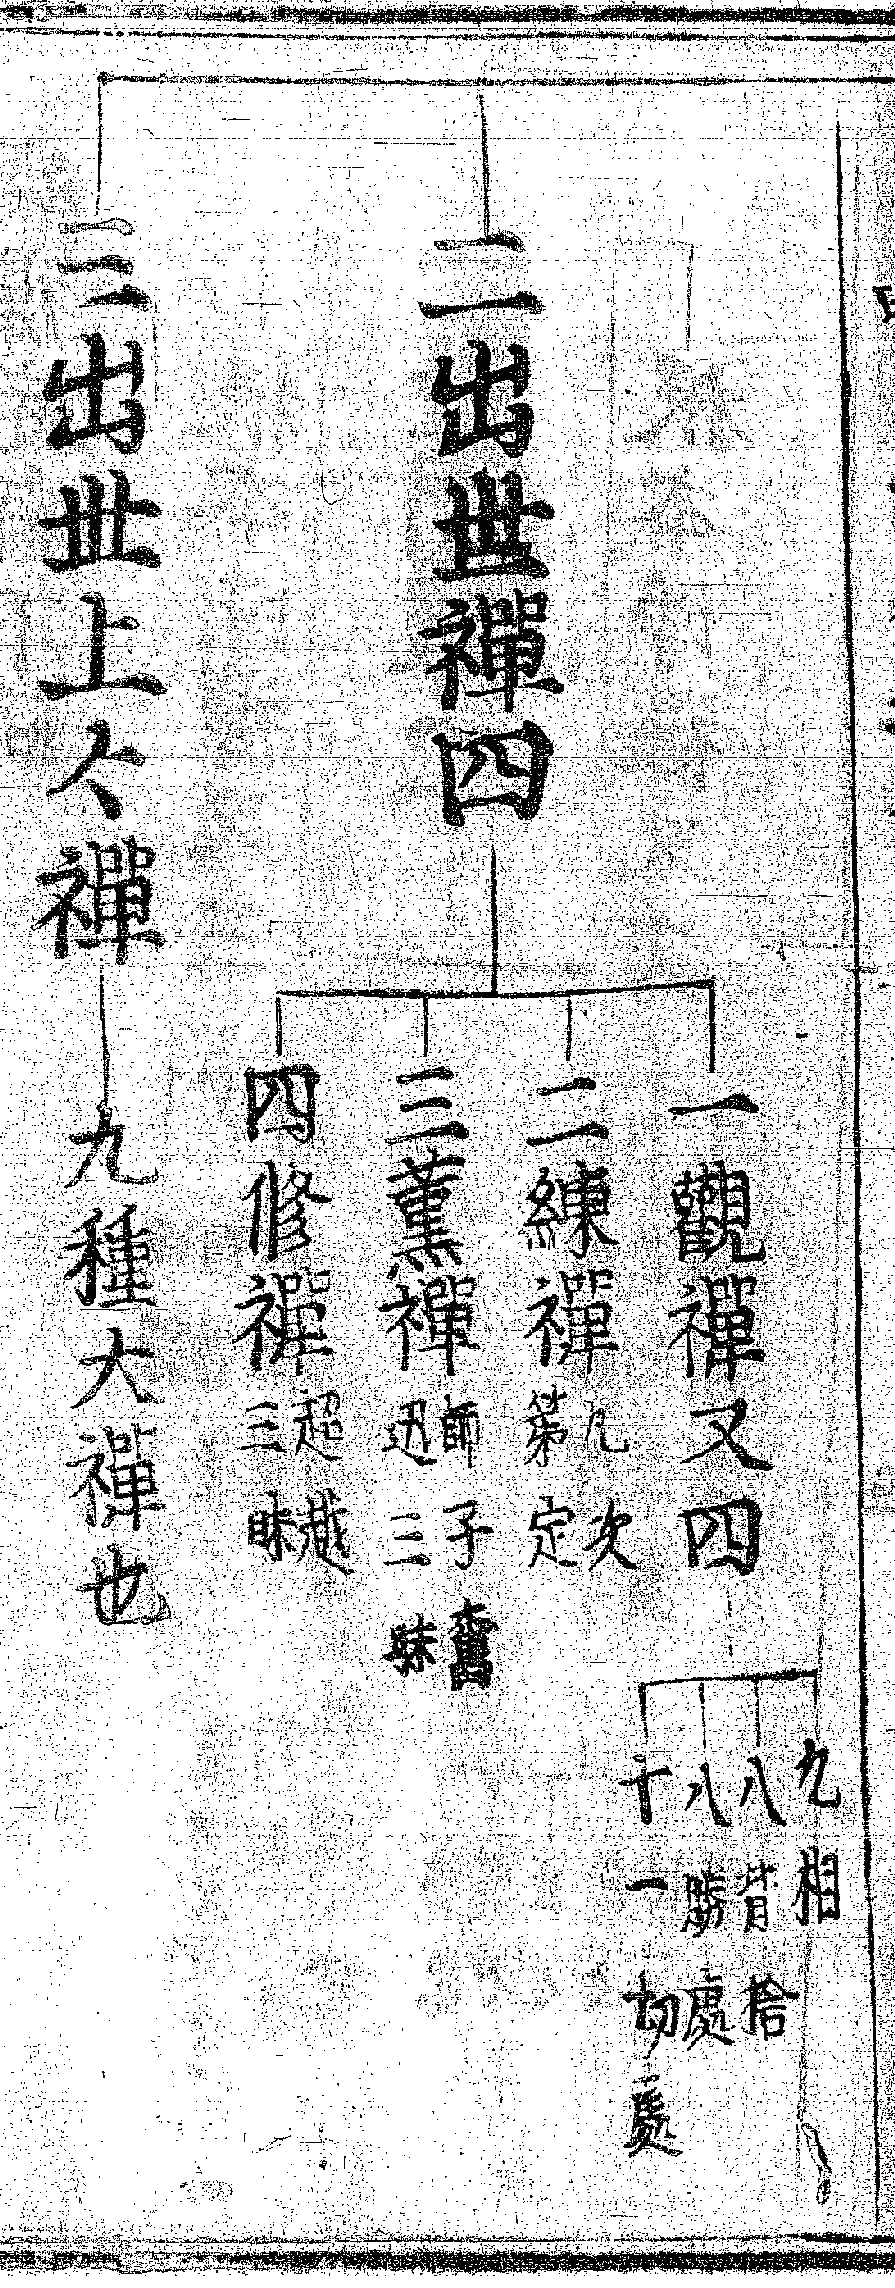 二出世禪四
一觀禪又四
九相
八背捨
八勝處
十一切處
二練禪
九次
第定
三薰禪
師子奮
迅三昧
四修禪
超越
三昧
三出世上上禪
九種大禪也